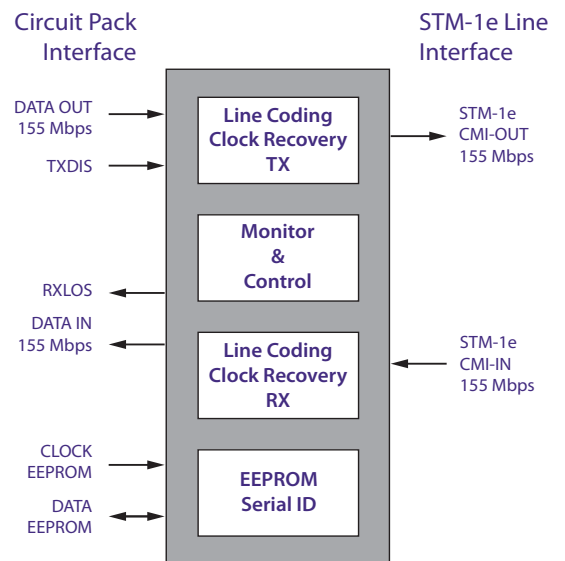 Circuit Pack
Interface
STM-1e Line
Interface
DATA OUT
155 Mbps
TXDIS
RXLOS
DATA IN
155 Mbps
CLOCK
EEPROM
DATA
EEPROM
Line Coding
Clock Recovery
TX
Monitor
&
Control
Line Coding
Clock Recovery
RX
EEPROM
Serial ID
STM-1e
CMI-OUT
155 Mbps
STM-1e
CMI-IN
155 Mbps